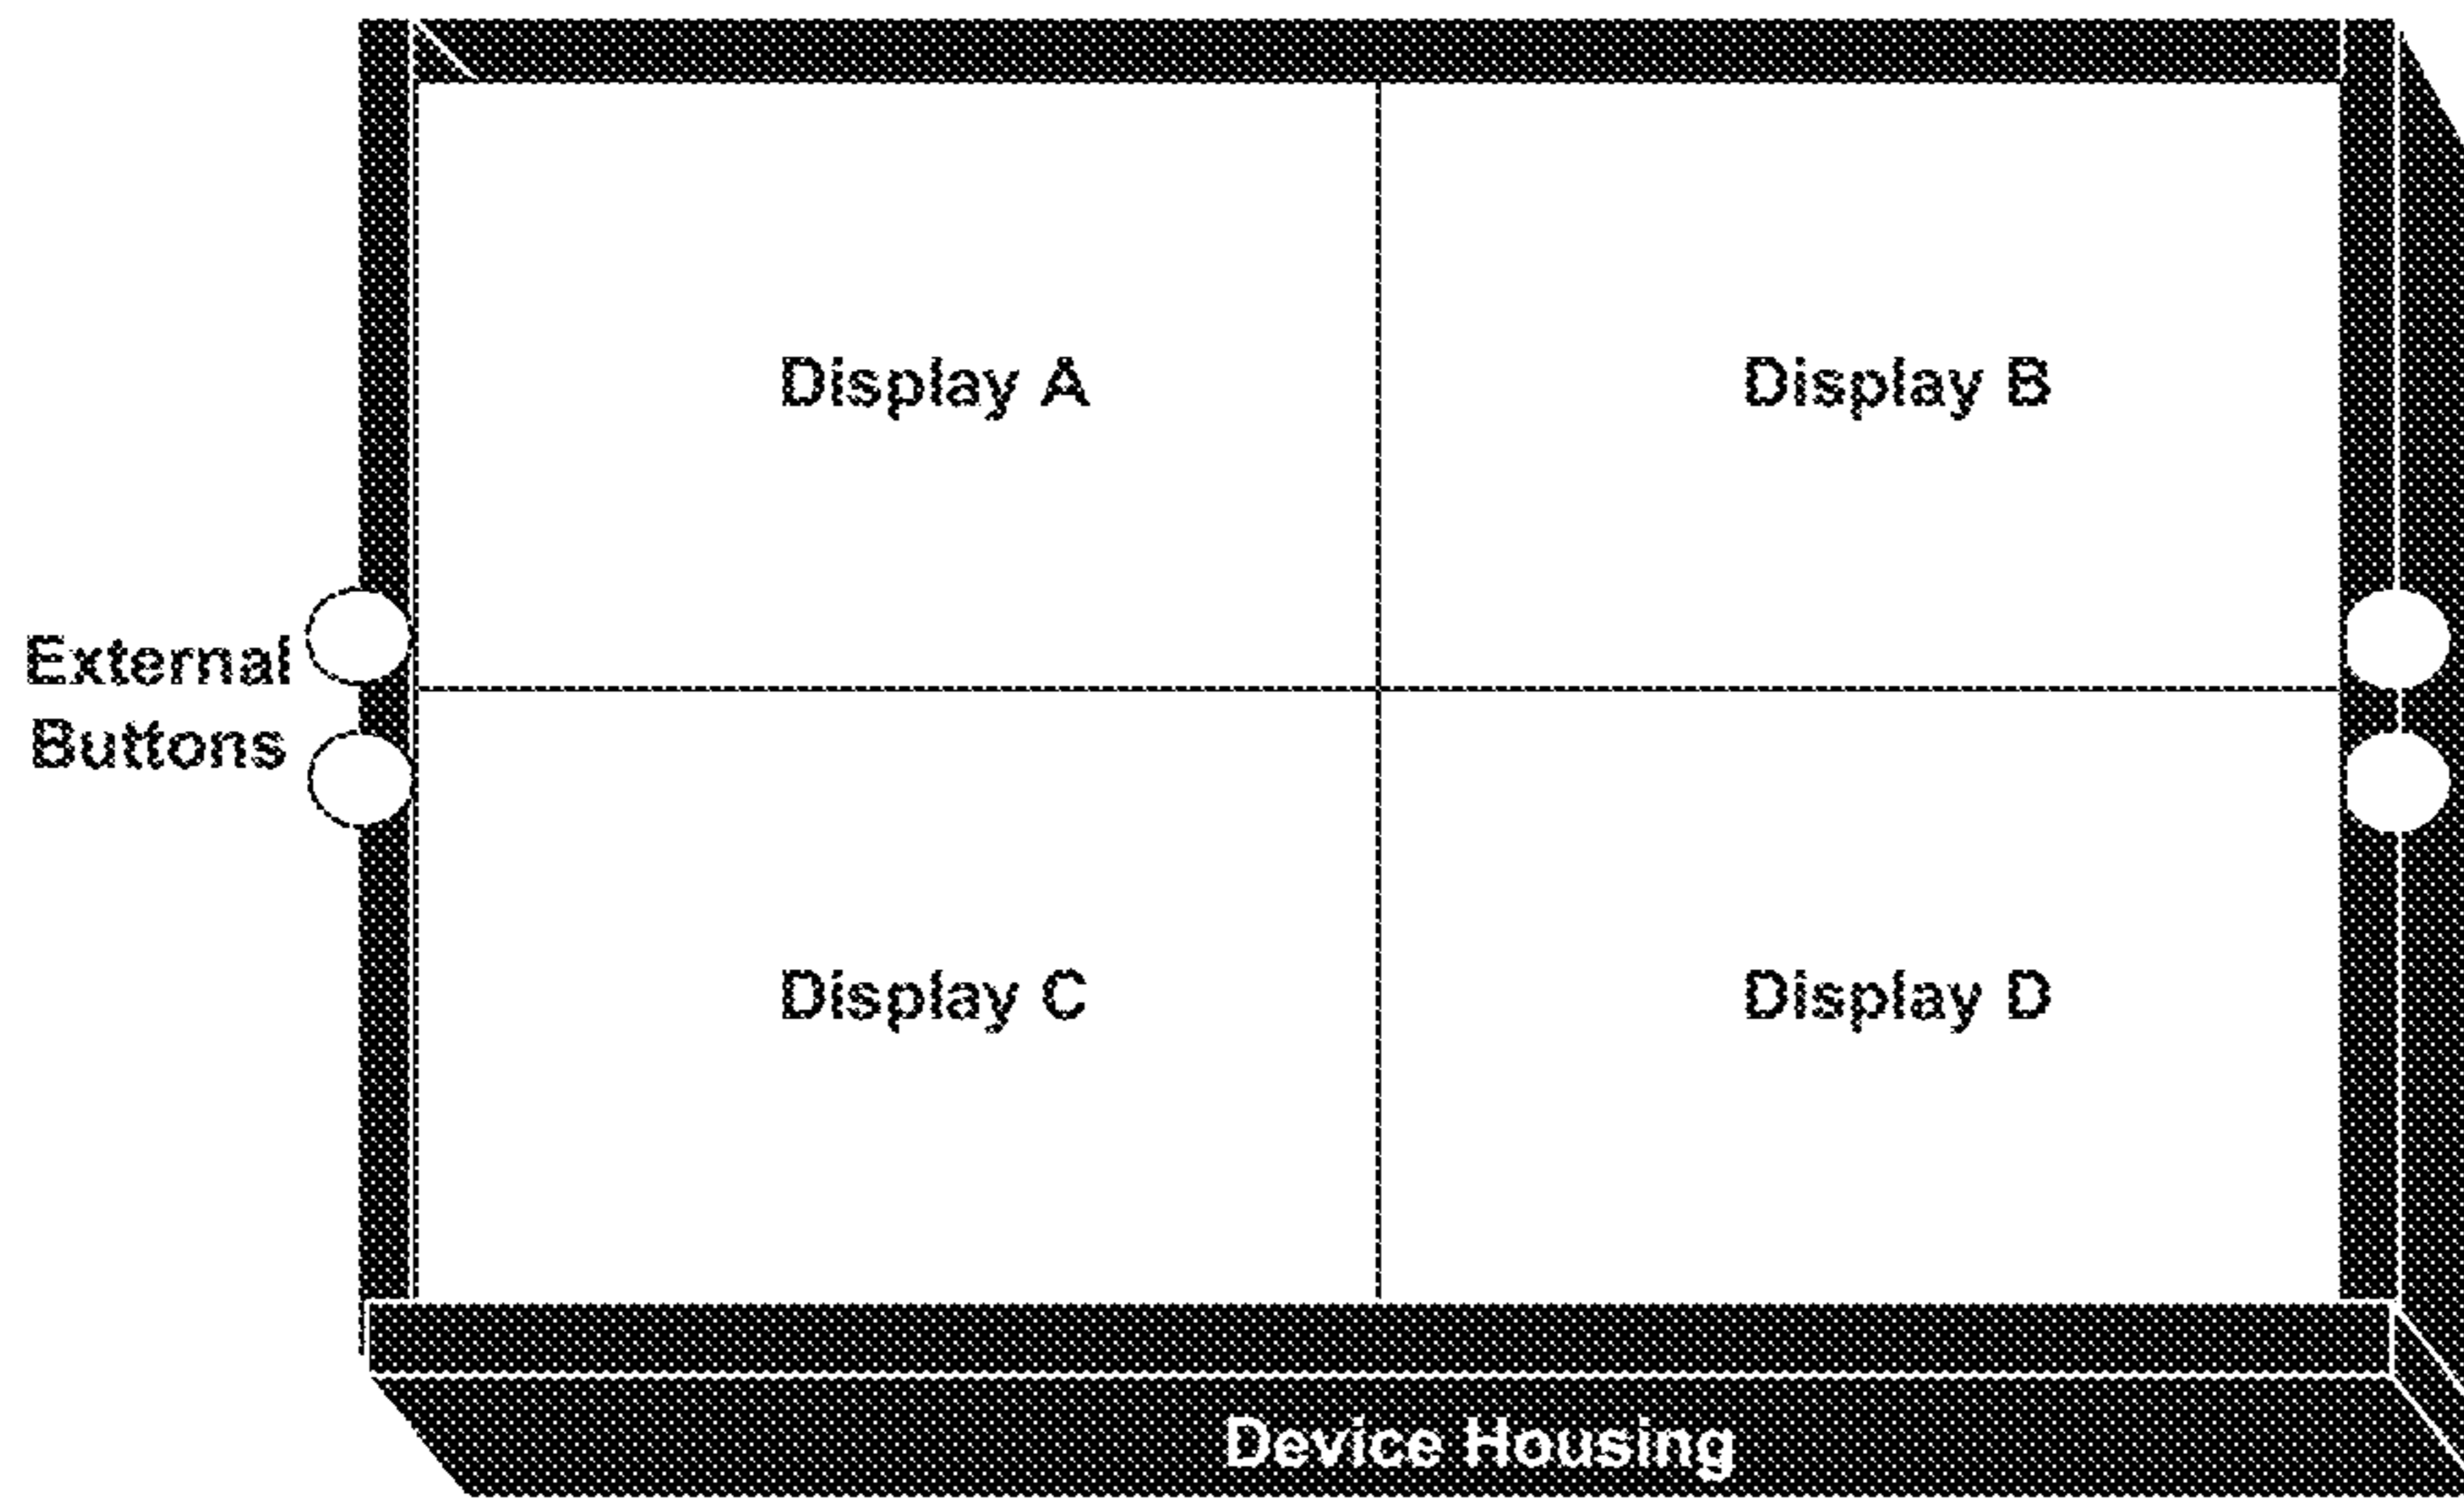 Display A
Display B
External
Buttons
Display C
Display D
Device Housing